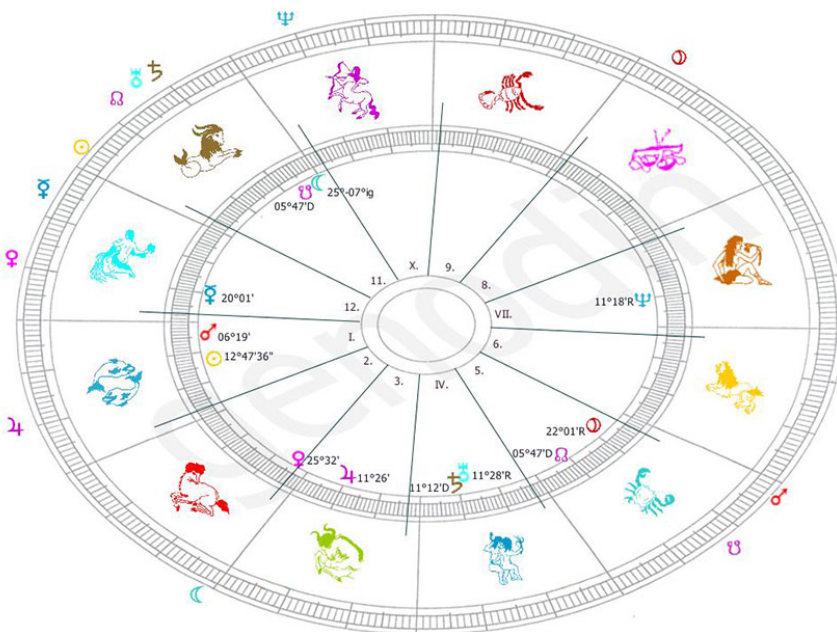 25°-07°ig
05°47'D
X.
9.
11.
8.
20°01'
12.
VII.
11°18'R
06°19'
I.
6.
12°47'36"
2.
5.
3.
IV.
22°01'R
05°47'D
25°32'
11°26'
11°12'D
11°28'R